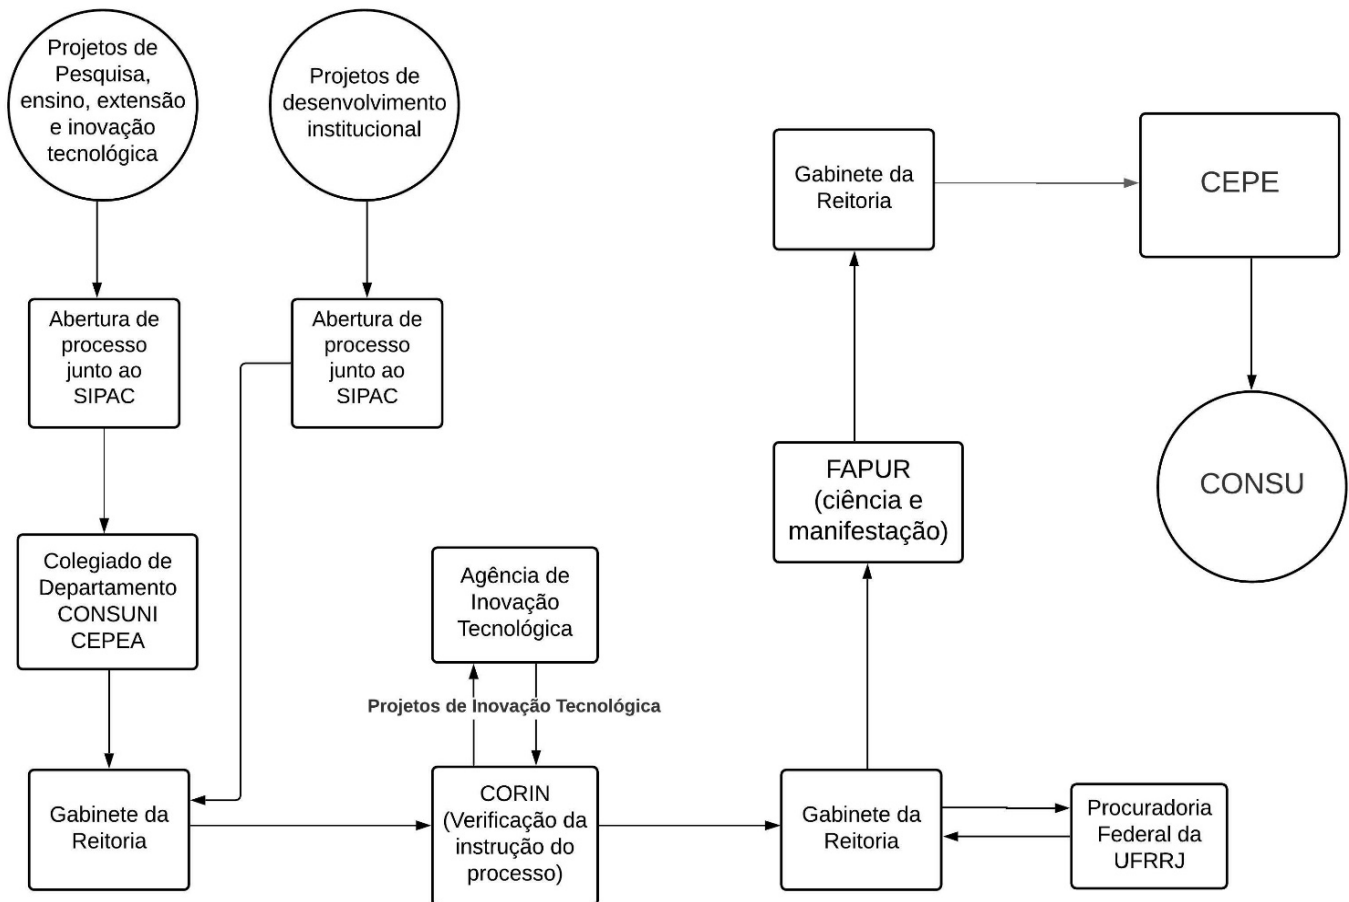 Projetos de
Pesquisa,
ensino, extensão
e inovação
tecnológica
Projetos de
desenvolvimento
institucional
Abertura de
processo
junto ao
SIPAC
Abertura de
processo
junto ao
SIPAC
Colegiado de
Departamento
CONSUNI
CEPEA
Gabinete da
Reitoria
Agência de
Inovação
Tecnológica
Projetos de Inovação Tecnológica
CORIN
(Verificação da
instrução do
processo)
Gabinete da
Reitoria
Procuradoria
Federal da
UFRRJ
FAPUR
(ciência e
manifestação)
Gabinete da
Reitoria
CEPE
CONSU